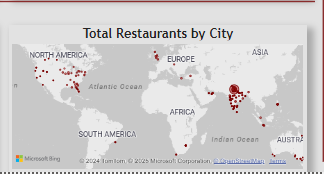 Total Restaurants by City
NORTH AMERICA
EUROPE
ASIA
Atlantic Ocean
AFRICA
SOUTH AMERICA
Indian Ocean
AUSTRA
Microsoft Bing
© 2024 TomTom, © 2025 Microsoft Corporation, © OpenStreetMap Terms